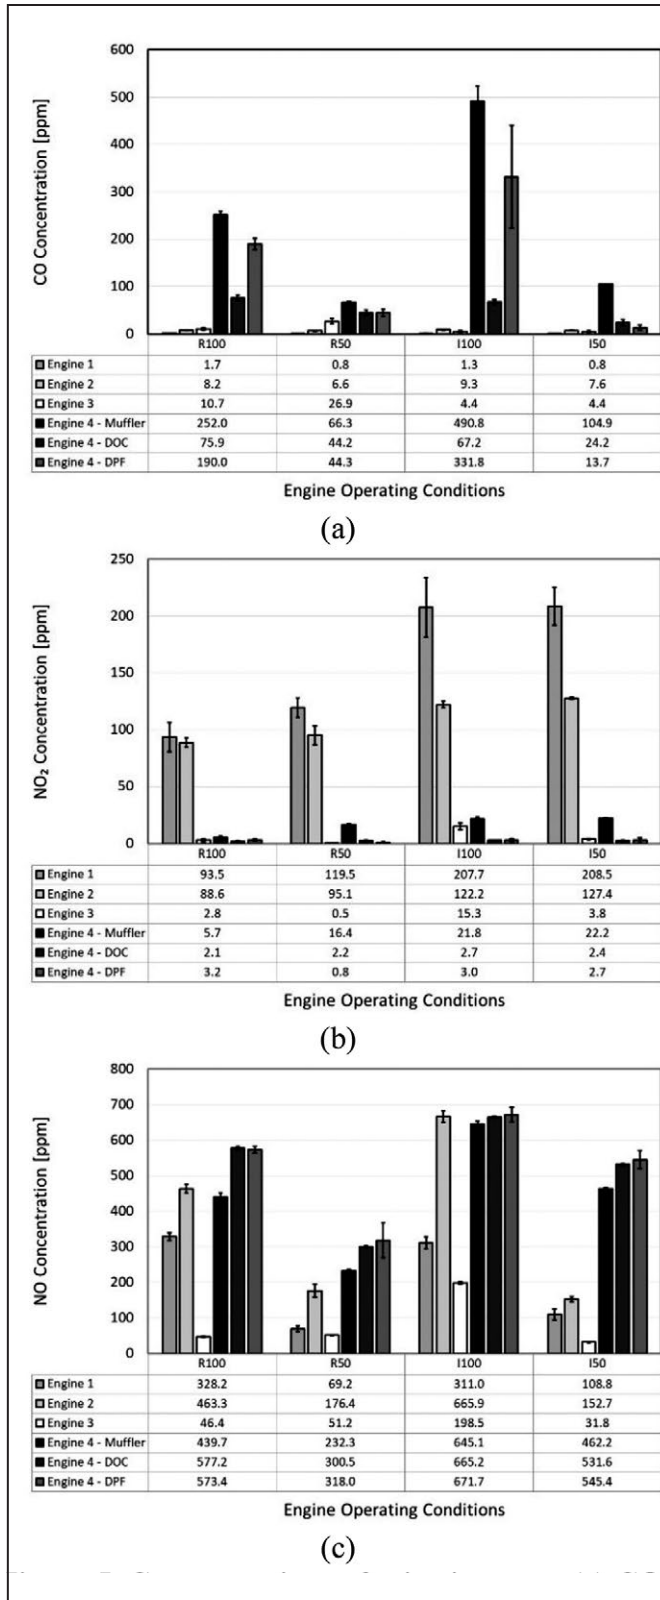 600
500
400
300
200
100
0
CO Concentration [ppm]
R100 R50 I100 I50
Engine 1 1.7 0.8 1.3 0.8
Engine 2 8.2 6.6 9.3 7.6
Engine 3 10.7 26.9 4.4 4.4
Engine 4 - Muffler 252.0 66.3 490.8 104.9
Engine 4 - DOC 75.9 44.2 67.2 24.2
Engine 4 - DPF 190.0 44.3 331.8 13.7
Engine Operating Conditions
(a)
250
200
150
100
50
0
NO₂ Concentration [ppm]
R100 R50 I100 I50
Engine 1 93.5 119.5 207.7 208.5
Engine 2 88.6 95.1 122.2 127.4
Engine 3 2.8 0.5 15.3 3.8
Engine 4 - Muffler 5.7 16.4 21.8 22.2
Engine 4 - DOC 2.1 2.2 2.7 2.4
Engine 4 - DPF 3.2 0.8 3.0 2.7
Engine Operating Conditions
(b)
800
700
600
500
400
300
200
100
0
NO Concentration [ppm]
R100 R50 I100 I50
Engine 1 328.2 69.2 311.0 108.8
Engine 2 463.3 176.4 665.9 152.7
Engine 3 46.4 51.2 198.5 31.8
Engine 4 - Muffler 439.7 232.3 645.1 462.2
Engine 4 - DOC 577.2 300.5 665.2 531.6
Engine 4 - DPF 573.4 318.0 671.7 545.4
Engine Operating Conditions
(c)